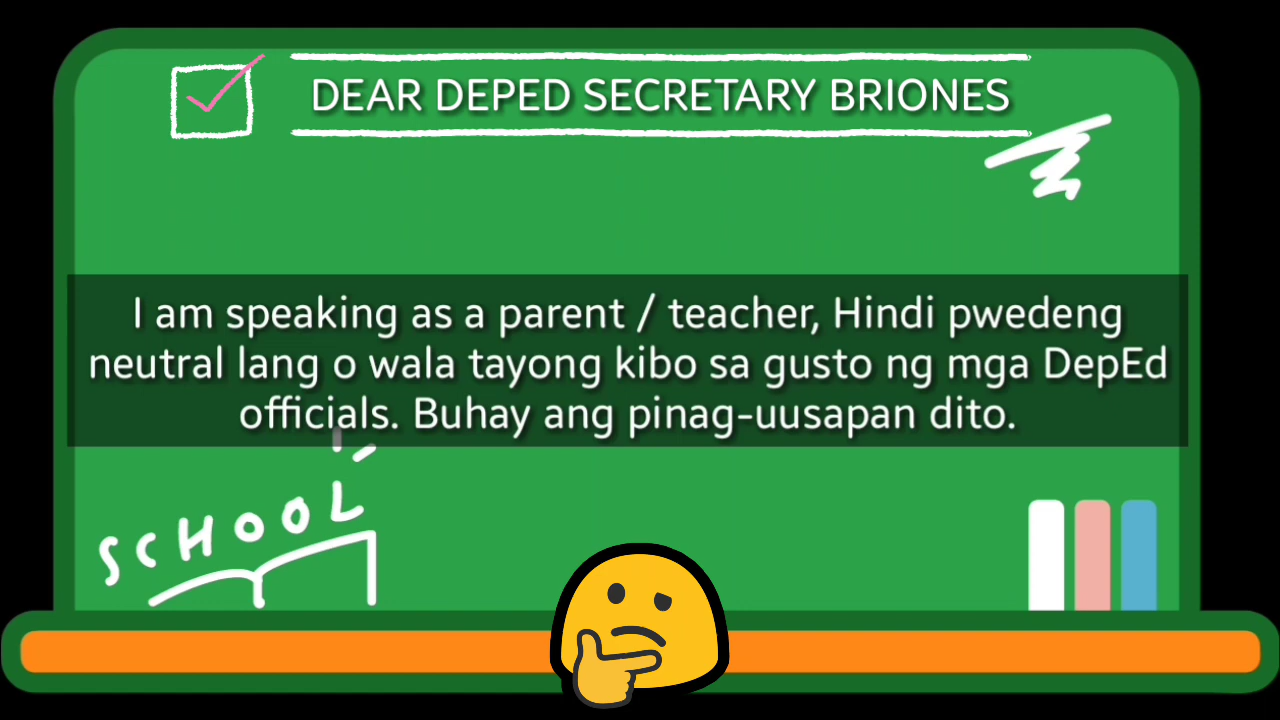 DEAR DEPED SECRETARY BRIONES
I am speaking as a parent / teacher, Hindi pwedeng
neutral lang o wala tayong kibo sa gusto ng mga DepEd
officials. Buhay ang pinag-uusapan dito.
SCHOOL